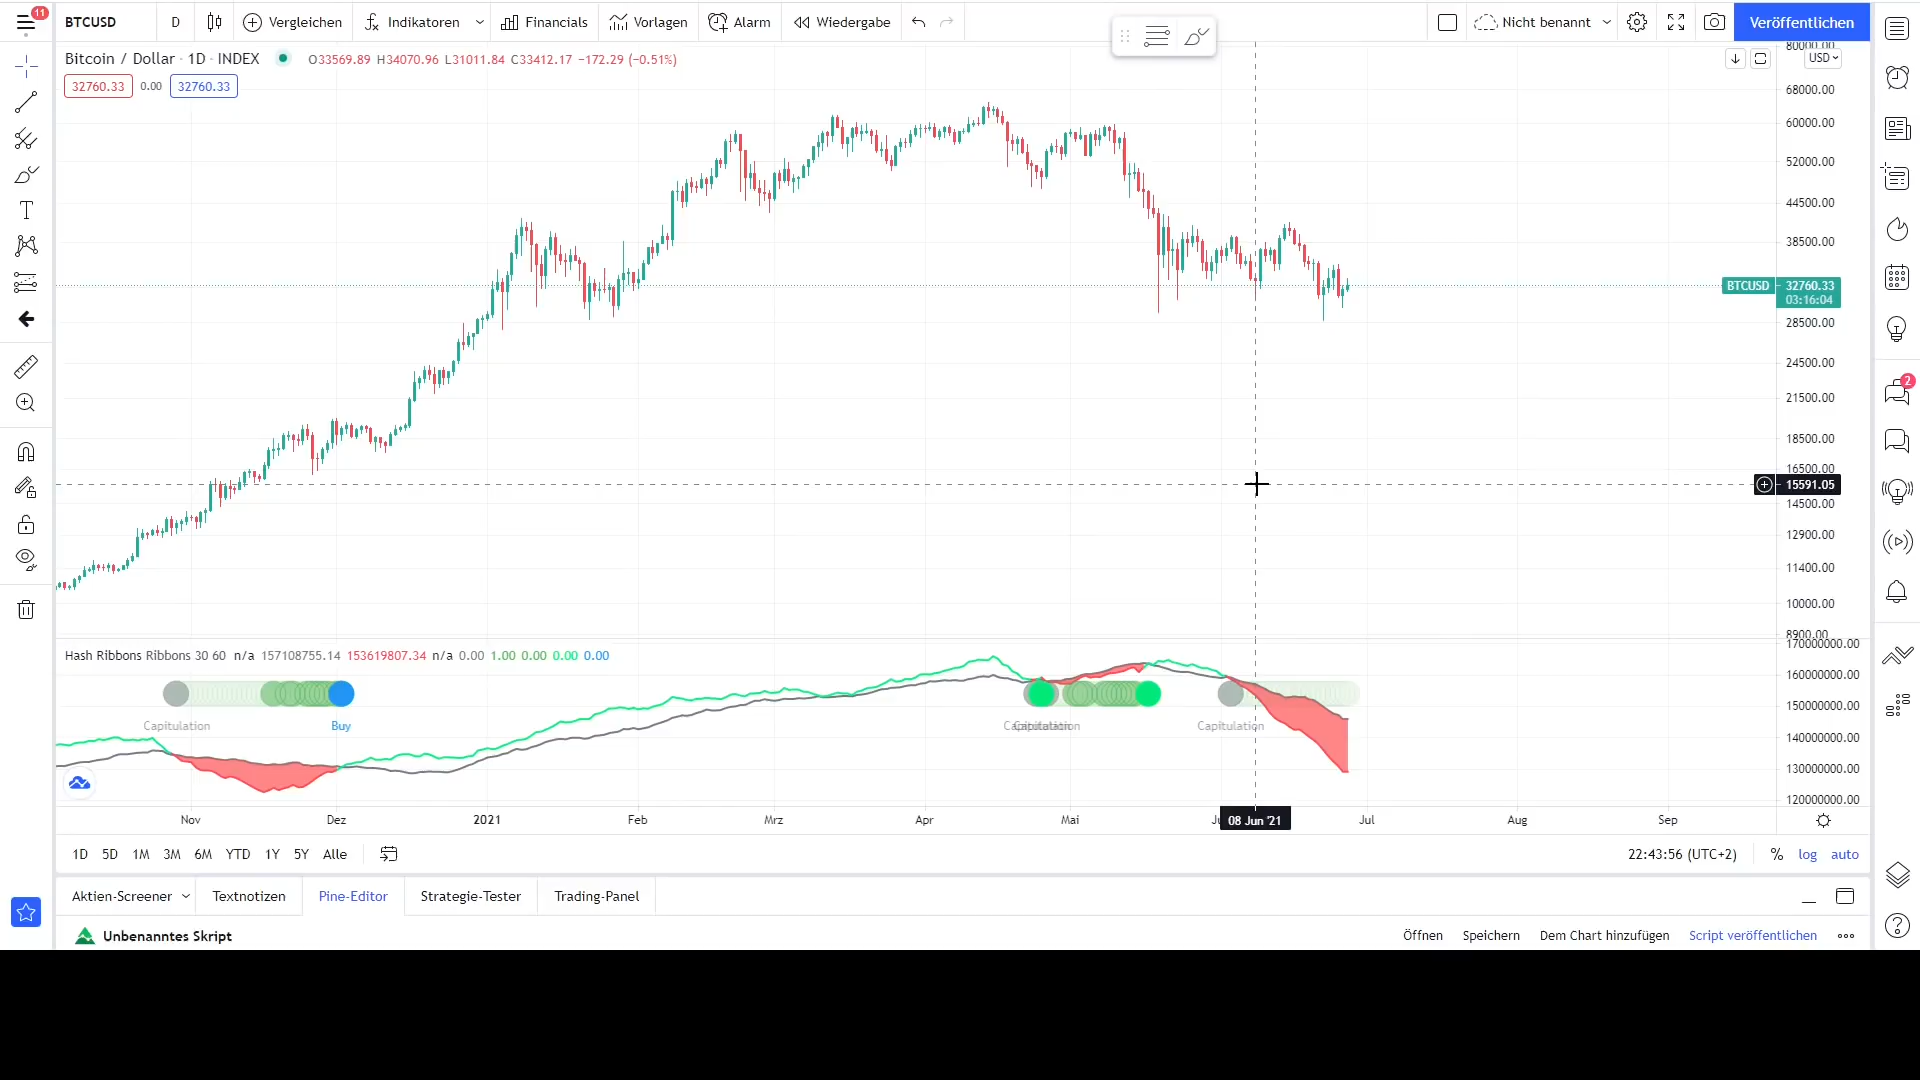 11
BTCUSD D Vergleichen Indikatoren Financials Vorlagen Alarm Wiedergabe Nicht benannt Veröffentlichen
Bitcoin / Dollar · 1D · INDEX O33569.89 H34070.96 L31011.84 C33412.17 −172.29 (−0.51%)
32760.33 0.00 32760.33
USD
80000.00
68000.00
60000.00
52000.00
44500.00
38500.00
BTCUSD 32760.33
03:16:04
28500.00
24500.00
2
21500.00
18500.00
16500.00
15591.05
14500.00
12900.00
11400.00
10000.00
8900.00
Hash Ribbons Ribbons 30 60 n/a 157108755.14 153619807.34 n/a 0.00 1.00 0.00 0.00 0.00
170000000.00
160000000.00
150000000.00
140000000.00
130000000.00
120000000.00
Capitulation Buy Capitulation Capitulation
Nov Dez 2021 Feb Mrz Apr Mai 08 Jun '21 Jul Aug Sep
1D 5D 1M 3M 6M YTD 1Y 5Y Alle 22:43:56 (UTC+2) % log auto
Aktien-Screener Textnotizen Pine-Editor Strategie-Tester Trading-Panel
Unbenanntes Skript Öffnen Speichern Dem Chart hinzufügen Script veröffentlichen